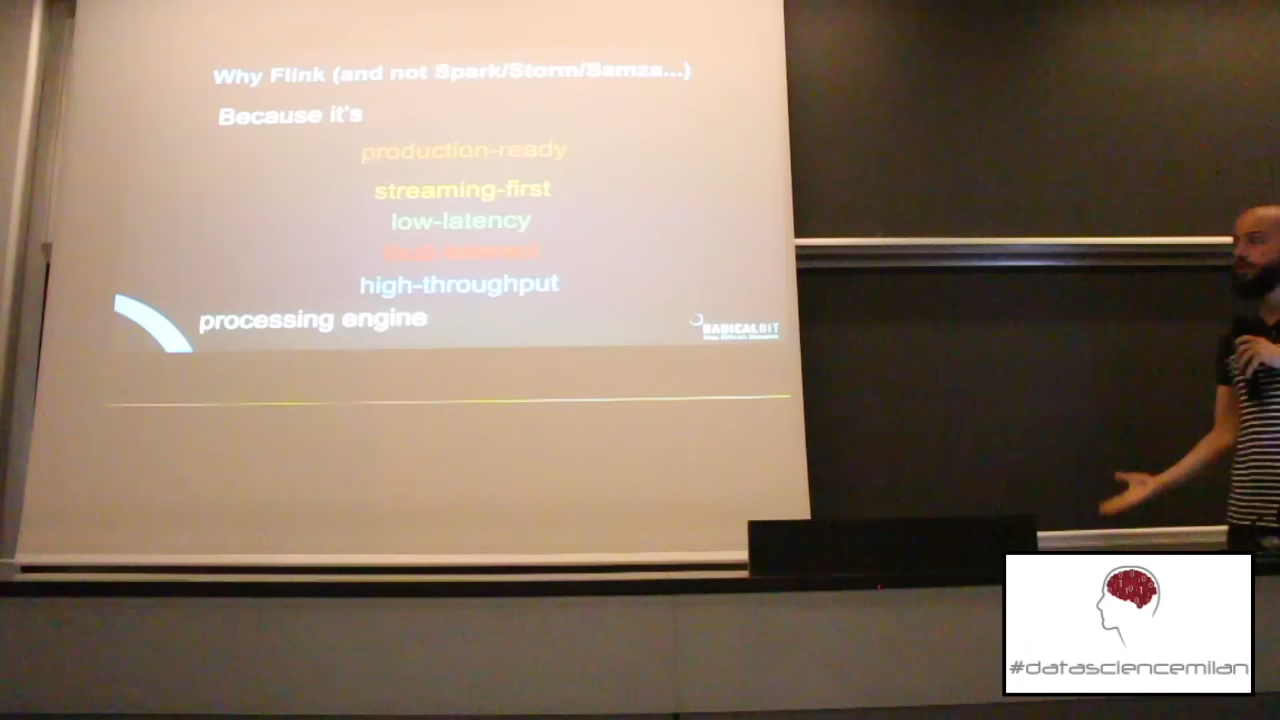 Why Flink (and not Spark/Storm/Samza...)
Because it's
production-ready
streaming-first
low-latency
high-throughput
processing engine
RADICALBIT
#datasciencemilan